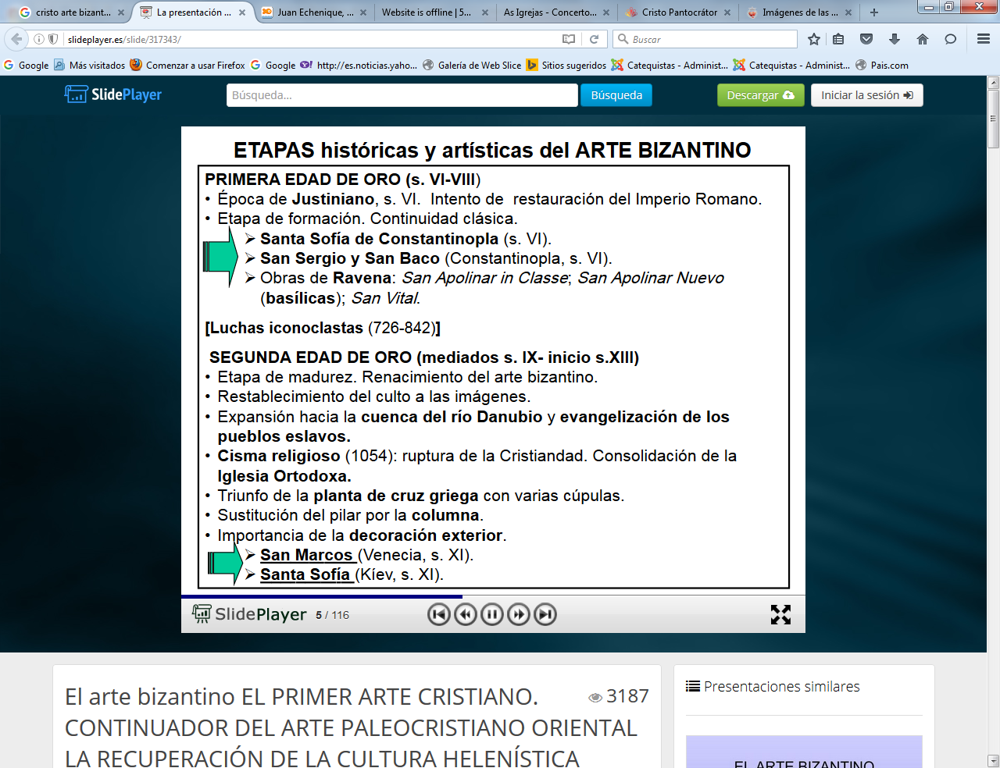 cristo arte bizant...
La presentación ...
Juan Echenique, ...
Website is offline | 5...
As Igrejas - Concerto...
Cristo Pantocrátor
Imágenes de las ...
slideplayer.es/slide/317343/
Buscar
Google
Más visitados
Comenzar a usar Firefox
Google
http://es.noticias.yaho...
Galería de Web Slice
Sitios sugeridos
Catequistas - Administ...
Catequistas - Administ...
Pais.com
SlidePlayer
Búsqueda...
Búsqueda
Descargar
Iniciar la sesión
ETAPAS históricas y artísticas del ARTE BIZANTINO
PRIMERA EDAD DE ORO (s. VI-VIII)
• Época de Justiniano, s. VI. Intento de restauración del Imperio Romano.
• Etapa de formación. Continuidad clásica.
➢ Santa Sofía de Constantinopla (s. VI).
➢ San Sergio y San Baco (Constantinopla, s. VI).
➢ Obras de Ravena: San Apolinar in Classe; San Apolinar Nuevo
(basílicas); San Vital.
[Luchas iconoclastas (726-842)]
SEGUNDA EDAD DE ORO (mediados s. IX- inicio s.XIII)
• Etapa de madurez. Renacimiento del arte bizantino.
• Restablecimiento del culto a las imágenes.
• Expansión hacia la cuenca del río Danubio y evangelización de los
pueblos eslavos.
• Cisma religioso (1054): ruptura de la Cristiandad. Consolidación de la
Iglesia Ortodoxa.
• Triunfo de la planta de cruz griega con varias cúpulas.
• Sustitución del pilar por la columna.
• Importancia de la decoración exterior.
➢ San Marcos (Venecia, s. XI).
➢ Santa Sofía (Kíev, s. XI).
SlidePlayer
5 / 116
El arte bizantino EL PRIMER ARTE CRISTIANO.
CONTINUADOR DEL ARTE PALEOCRISTIANO ORIENTAL
LA RECUPERACIÓN DE LA CULTURA HELENÍSTICA
3187
Presentaciones similares
EL ARTE BIZANTINO